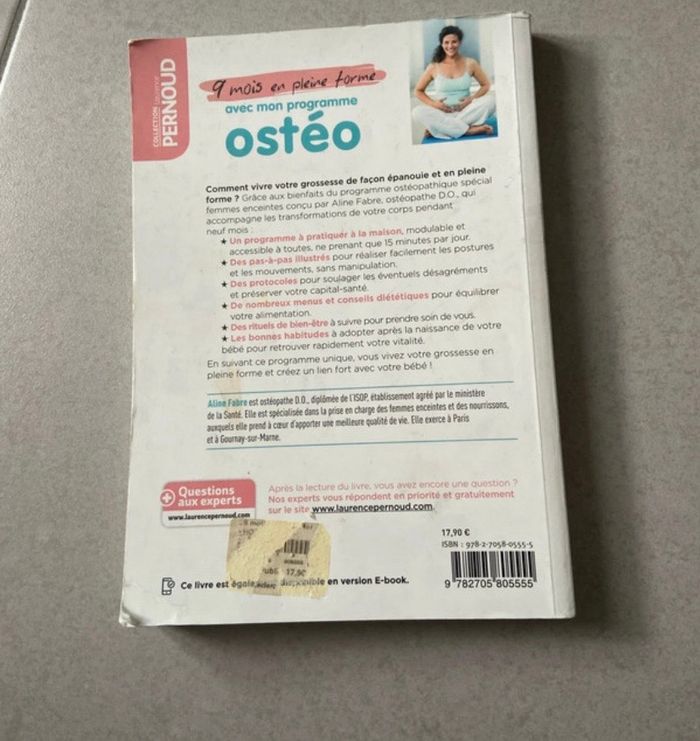 COLLECTION Laurence
PERNOUD
9 mois en pleine forme
avec mon programme
ostéo
Comment vivre votre grossesse de façon épanouie et en pleine
forme ? Grâce aux bienfaits du programme ostéopathique spécial
femmes enceintes conçu par Aline Fabre, ostéopathe D.O., qui
accompagne les transformations de votre corps pendant
neuf mois :
★ Un programme à pratiquer à la maison, modulable et
accessible à toutes, ne prenant que 15 minutes par jour.
★ Des pas-à-pas illustrés pour réaliser facilement les postures
et les mouvements, sans manipulation.
★ Des protocoles pour soulager les éventuels désagréments
et préserver votre capital-santé.
★ De nombreux menus et conseils diététiques pour équilibrer
votre alimentation.
★ Des rituels de bien-être à suivre pour prendre soin de vous.
★ Les bonnes habitudes à adopter après la naissance de votre
bébé pour retrouver rapidement votre vitalité.
En suivant ce programme unique, vous vivez votre grossesse en
pleine forme et créez un lien fort avec votre bébé !
Aline Fabre est ostéopathe D.O., diplômée de l'ISOP, établissement agréé par le ministère
de la Santé. Elle est spécialisée dans la prise en charge des femmes enceintes et des nourrissons,
auxquels elle prend à cœur d'apporter une meilleure qualité de vie. Elle exerce à Paris
et à Gournay-sur-Marne.
+ Questions
aux experts
www.laurencepernoud.com
Après la lecture du livre, vous avez encore une question ?
Nos experts vous répondent en priorité et gratuitement
sur le site www.laurencepernoud.com.
17,90 €
ISBN : 978-2-7058-0555-5
9 782705 805555
17,9€
Ce livre est disponible en version E-book.